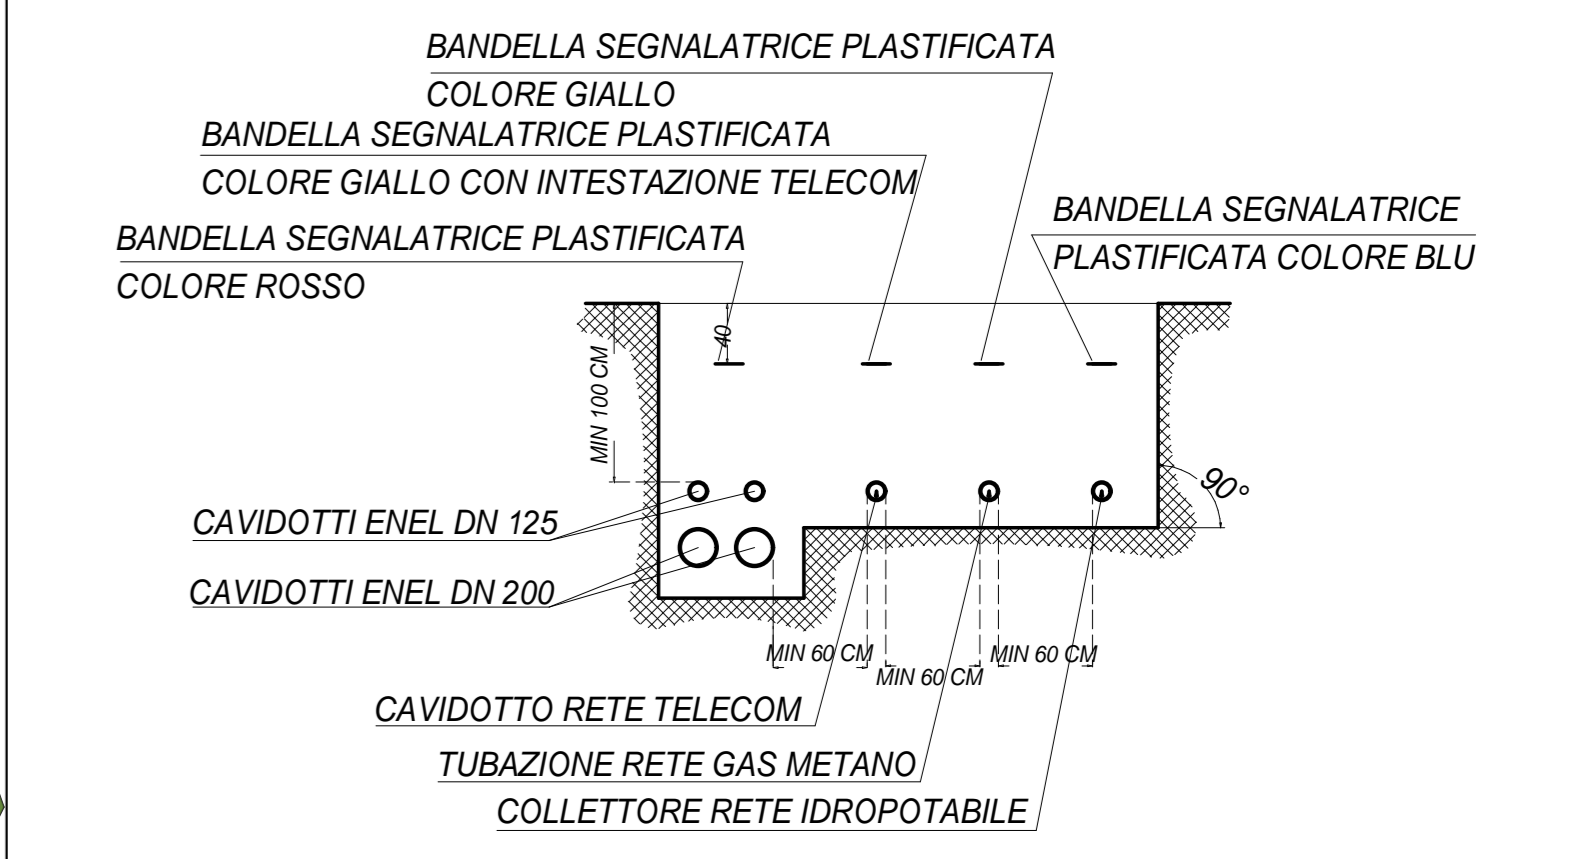 BANDELLA SEGNALATRICE PLASTIFICATA
COLORE GIALLO
BANDELLA SEGNALATRICE PLASTIFICATA
COLORE GIALLO CON INTESTAZIONE TELECOM
BANDELLA SEGNALATRICE
PLASTIFICATA COLORE BLU
BANDELLA SEGNALATRICE PLASTIFICATA
COLORE ROSSO
40
MIN 100 CM
90°
CAVIDOTTI ENEL DN 125
CAVIDOTTI ENEL DN 200
MIN 60 CM
MIN 60 CM
MIN 60 CM
CAVIDOTTO RETE TELECOM
TUBAZIONE RETE GAS METANO
COLLETTORE RETE IDROPOTABILE